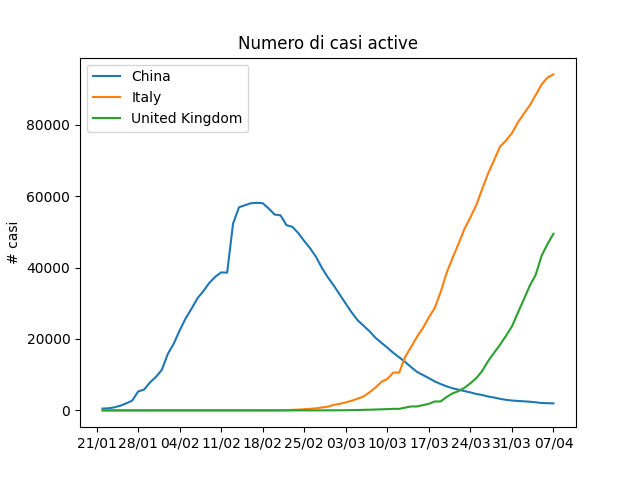 Numero di casi active
China
Italy
United Kingdom
# casi
80000
60000
40000
20000
0
21/01 28/01 04/02 11/02 18/02 25/02 03/03 10/03 17/03 24/03 31/03 07/04